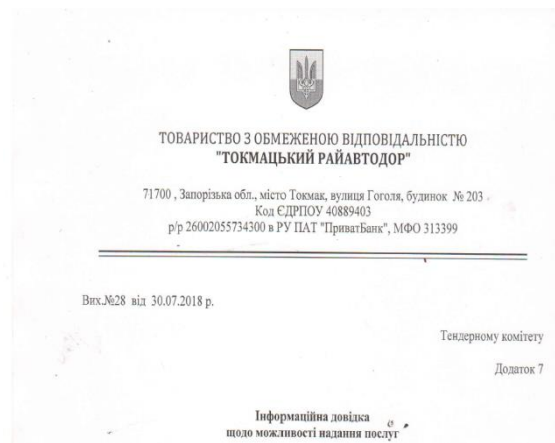 ТОВАРИСТВО З ОБМЕЖЕНОЮ ВІДПОВІДАЛЬНІСТЮ
"ТОКМАЦЬКИЙ РАЙАВТОДОР"
71700 , Запорізька обл., місто Токмак, вулиця Гоголя, будинок № 203
Код ЄДРПОУ 40889403
р/р 26002055734300 в РУ ПАТ "ПриватБанк", МФО 313399
Вих.№28 від 30.07.2018 р.
Тендерному комітету
Додаток 7
Інформаційна довідка
щодо можливості надання послуг